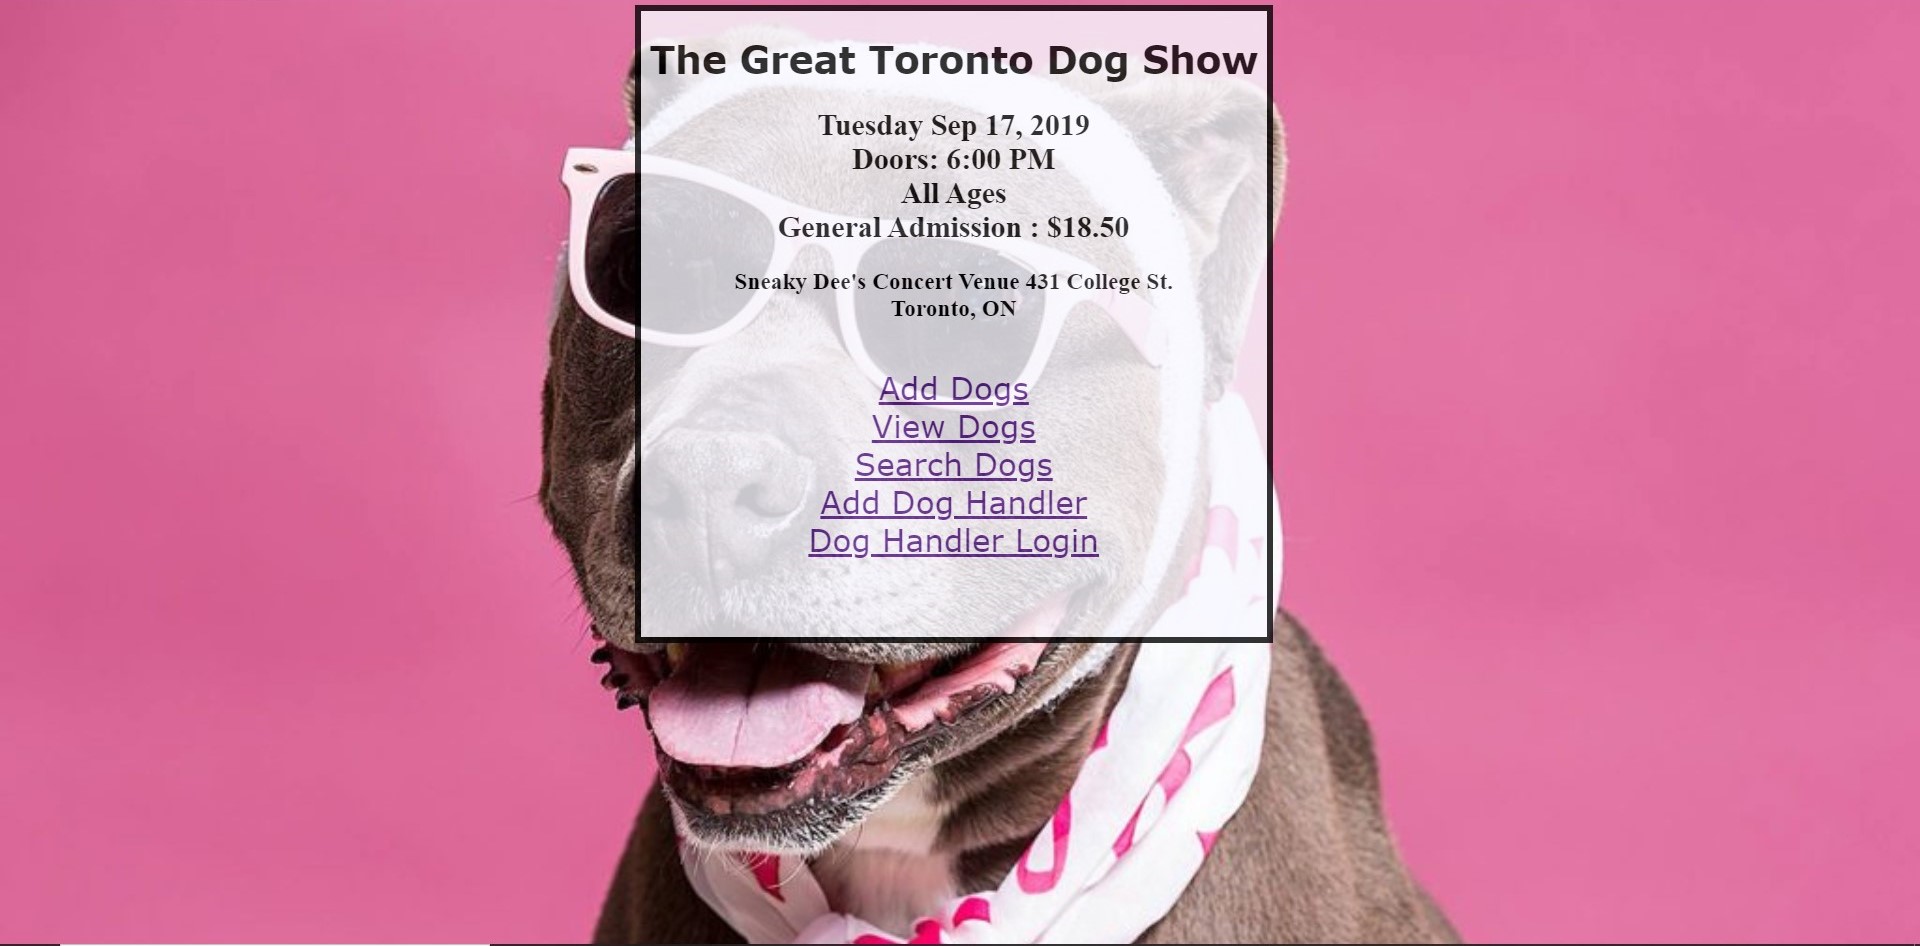 The Great Toronto Dog Show
Tuesday Sep 17, 2019
Doors: 6:00 PM
All Ages
General Admission : $18.50
Sneaky Dee's Concert Venue 431 College St.
Toronto, ON
Add Dogs
View Dogs
Search Dogs
Add Dog Handler
Dog Handler Login